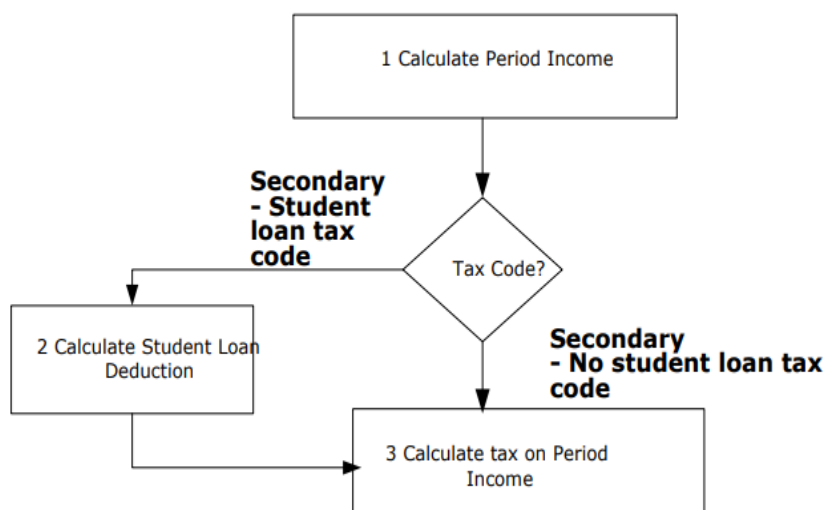 1 Calculate Period Income
Secondary
- Student
loan tax
code
Tax Code?
2 Calculate Student Loan
Deduction
Secondary
- No student loan tax
code
3 Calculate tax on Period
Income